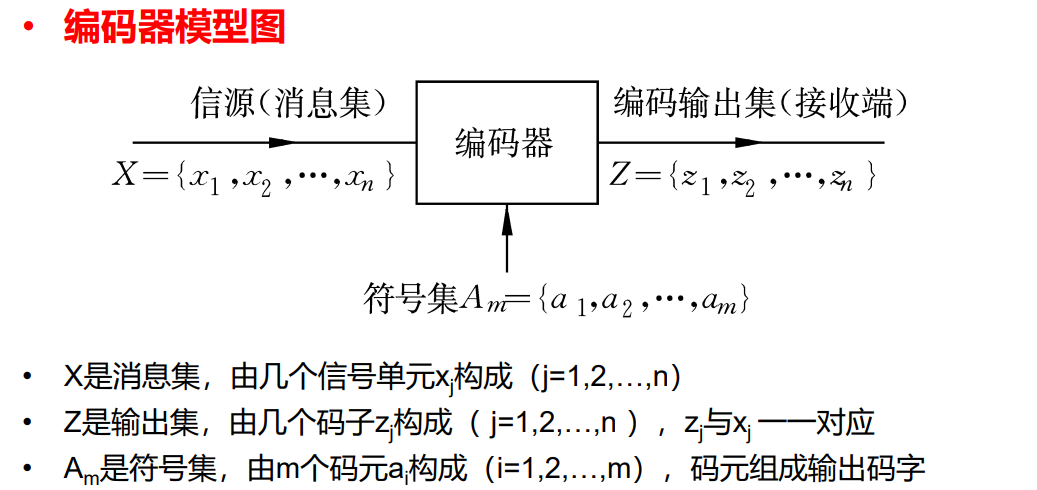 • 编码器模型图
信源(消息集) 编码输出集(接收端)
编码器
X={x₁,x₂,⋯,xₙ} Z={z₁,z₂,⋯,zₙ}
符号集Aₘ={a₁,a₂,⋯,aₘ}
• X是消息集，由几个信号单元xⱼ构成（j=1,2,…,n）
• Z是输出集，由几个码子zⱼ构成（ j=1,2,…,n ），zⱼ与xⱼ 一一对应
• Aₘ是符号集，由m个码元aᵢ构成（i=1,2,…,m），码元组成输出码字